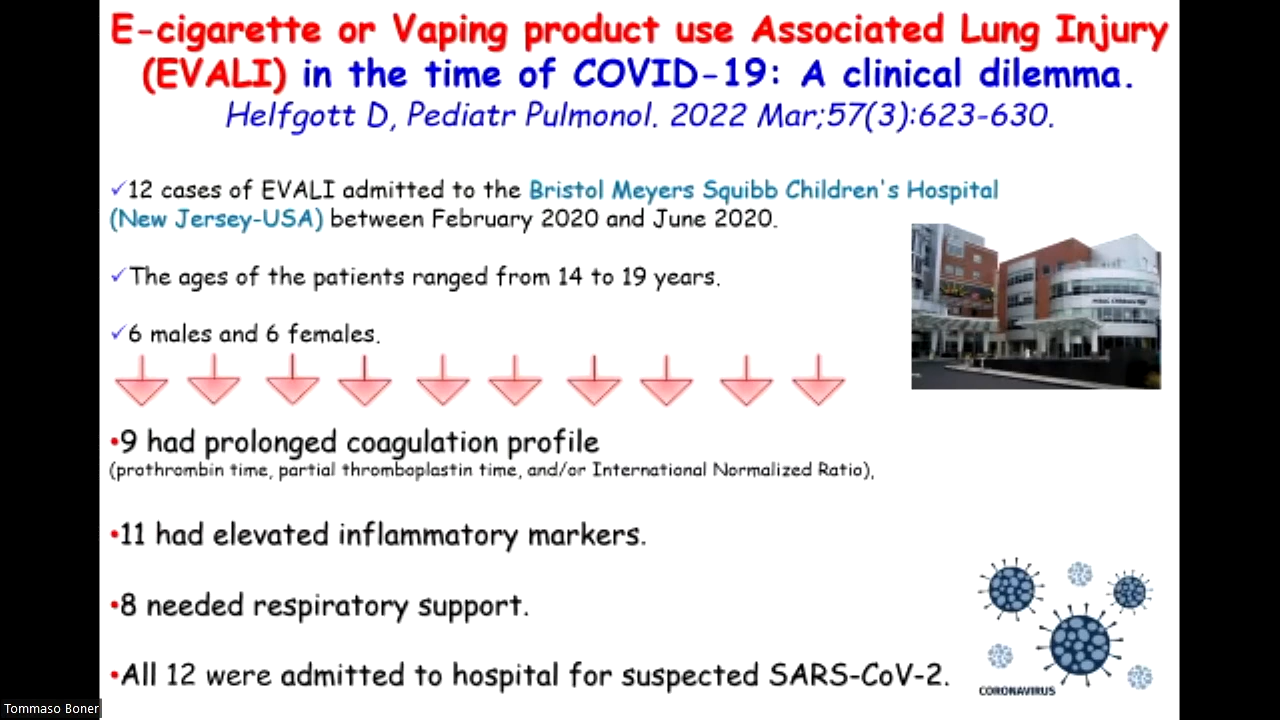 E-cigarette or Vaping product use Associated Lung Injury
(EVALI) in the time of COVID-19: A clinical dilemma.
Helfgott D, Pediatr Pulmonol. 2022 Mar;57(3):623-630.
✓12 cases of EVALI admitted to the Bristol Meyers Squibb Children's Hospital
(New Jersey-USA) between February 2020 and June 2020.
✓The ages of the patients ranged from 14 to 19 years.
✓6 males and 6 females.
•9 had prolonged coagulation profile
(prothrombin time, partial thromboplastin time, and/or International Normalized Ratio),
•11 had elevated inflammatory markers.
•8 needed respiratory support.
•All 12 were admitted to hospital for suspected SARS-CoV-2.
CORONAVIRUS
Tommaso Boner